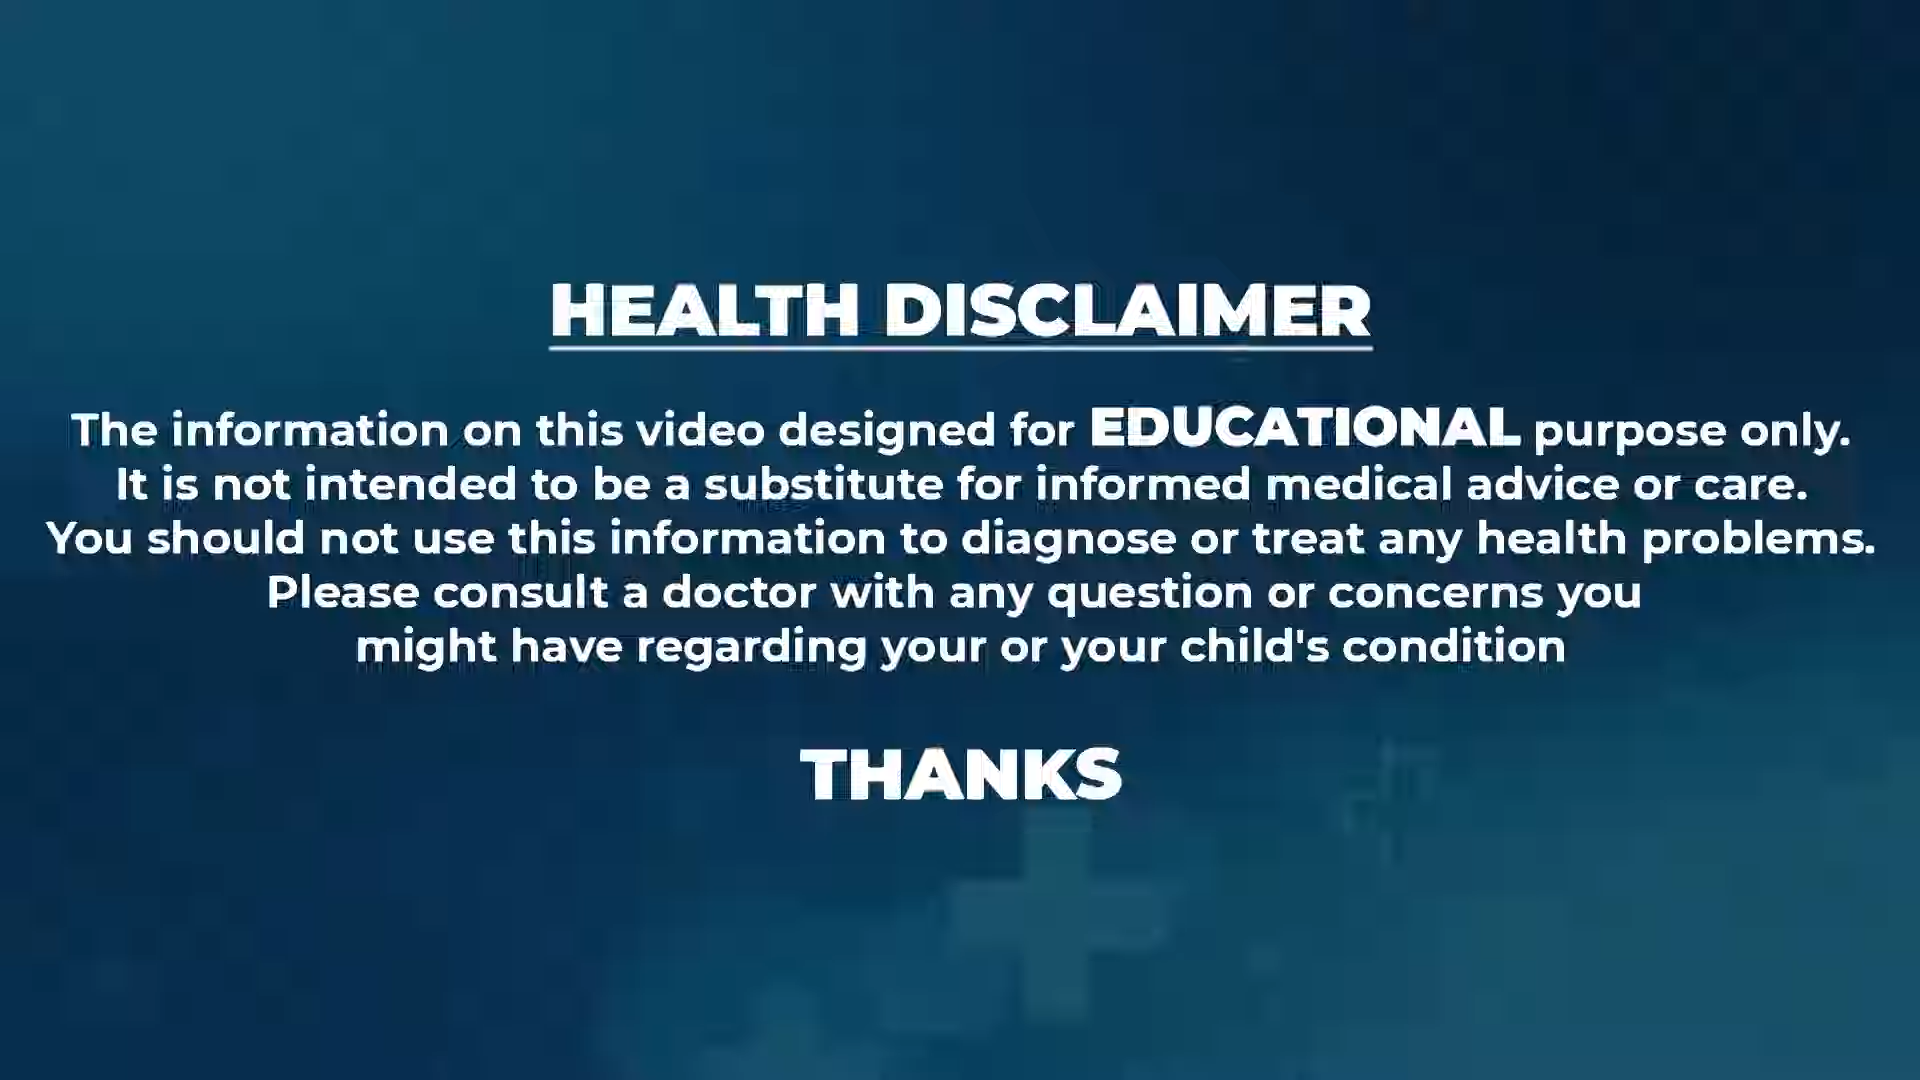 HEALTH DISCLAIMER
The information on this video designed for EDUCATIONAL purpose only.
It is not intended to be a substitute for informed medical advice or care.
You should not use this information to diagnose or treat any health problems.
Please consult a doctor with any question or concerns you
might have regarding your or your child's condition
THANKS